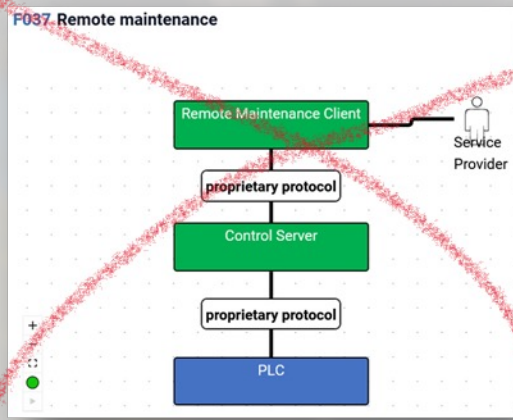 F037 Remote maintenance
Remote Maintenance Client
Service
Provider
proprietary protocol
Control Server
proprietary protocol
PLC